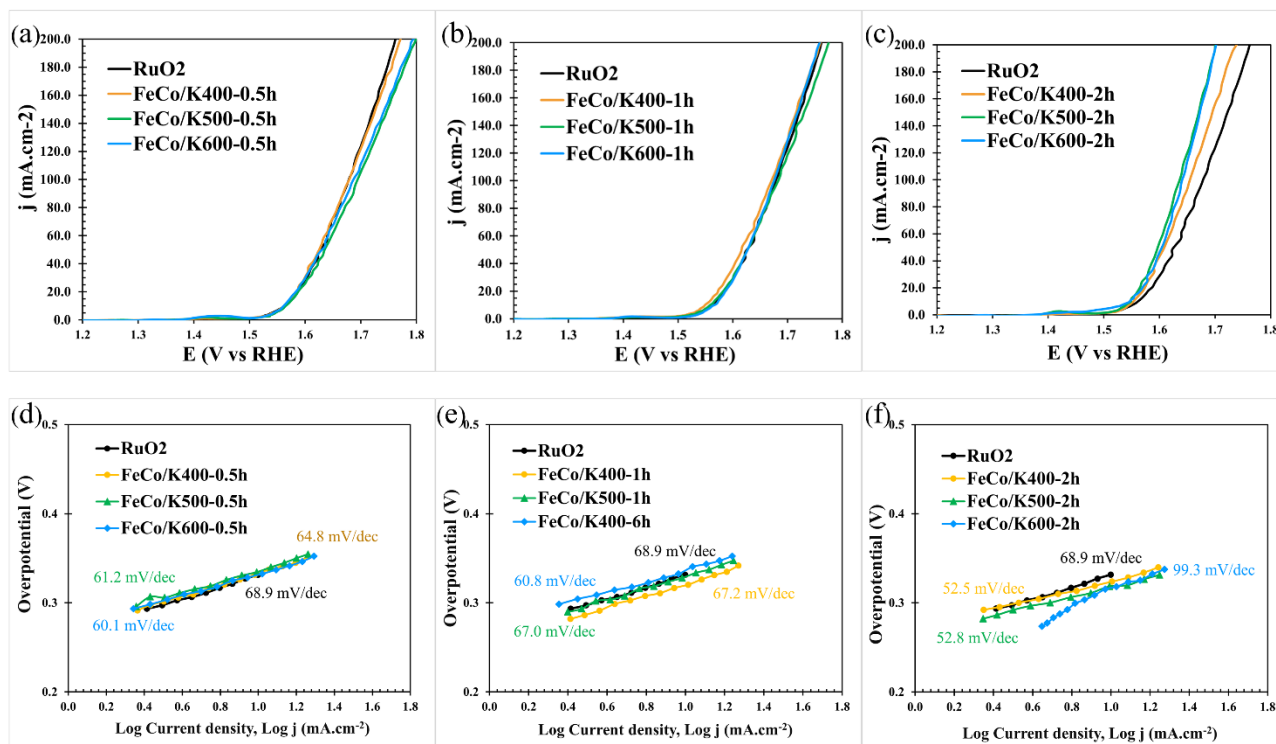 (a)
200.0
180.0
160.0
140.0
120.0
100.0
80.0
60.0
40.0
20.0
0.0
j (mA.cm-2)
RuO2
FeCo/K400-0.5h
FeCo/K500-0.5h
FeCo/K600-0.5h
1.2 1.3 1.4 1.5 1.6 1.7 1.8
E (V vs RHE)
(b)
200.0
180.0
160.0
140.0
120.0
100.0
80.0
60.0
40.0
20.0
0.0
j (mA.cm-2)
RuO2
FeCo/K400-1h
FeCo/K500-1h
FeCo/K600-1h
1.2 1.3 1.4 1.5 1.6 1.7 1.8
E (V vs RHE)
(c)
200.0
180.0
160.0
140.0
120.0
100.0
80.0
60.0
40.0
20.0
0.0
j (mA.cm-2)
RuO2
FeCo/K400-2h
FeCo/K500-2h
FeCo/K600-2h
1.2 1.3 1.4 1.5 1.6 1.7 1.8
E (V vs RHE)
(d)
0.5
0.4
0.3
0.2
Overpotential (V)
RuO2
FeCo/K400-0.5h
FeCo/K500-0.5h
FeCo/K600-0.5h
64.8 mV/dec
61.2 mV/dec
68.9 mV/dec
60.1 mV/dec
0.0 0.2 0.4 0.6 0.8 1.0 1.2 1.4 1.6 1.8
Log Current density, Log j (mA.cm⁻²)
(e)
0.5
0.4
0.3
0.2
Overpotential (V)
RuO2
FeCo/K400-1h
FeCo/K500-1h
FeCo/K400-6h
68.9 mV/dec
60.8 mV/dec
67.2 mV/dec
67.0 mV/dec
0.0 0.2 0.4 0.6 0.8 1.0 1.2 1.4 1.6 1.8
Log Current density, Log j (mA.cm⁻²)
(f)
0.5
0.4
0.3
0.2
Overpotential (V)
RuO2
FeCo/K400-2h
FeCo/K500-2h
FeCo/K600-2h
68.9 mV/dec
99.3 mV/dec
52.5 mV/dec
52.8 mV/dec
0.0 0.2 0.4 0.6 0.8 1.0 1.2 1.4 1.6 1.8
Log Current density, Log j (mA.cm⁻²)